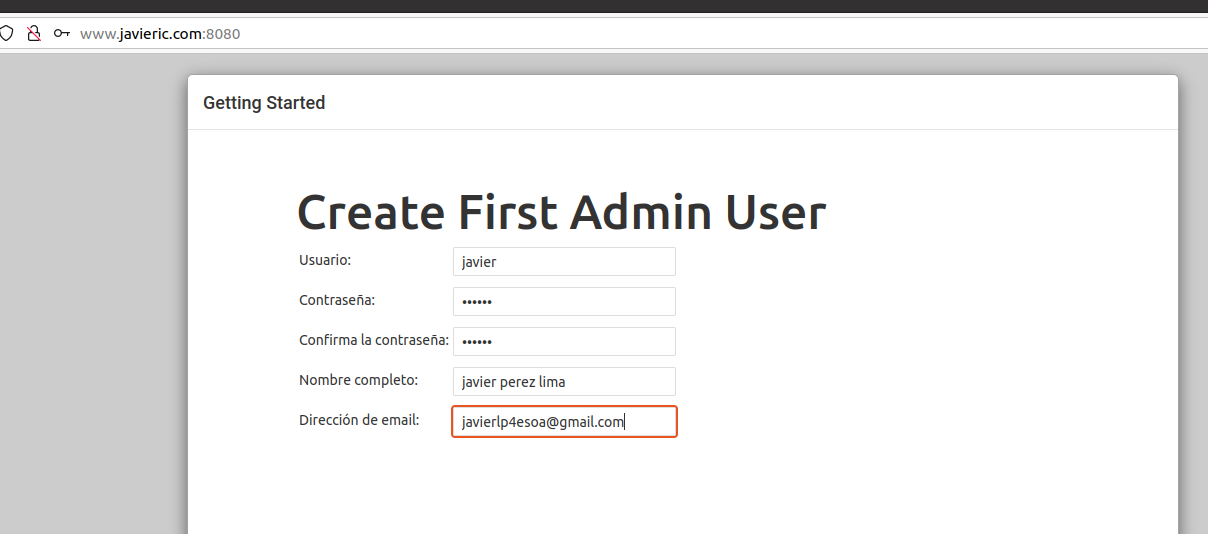 www.javieric.com:8080
Getting Started
Create First Admin User
Usuario: javier
Contraseña: ••••••
Confirma la contraseña: ••••••
Nombre completo: javier perez lima
Dirección de email: javierlp4esoa@gmail.com